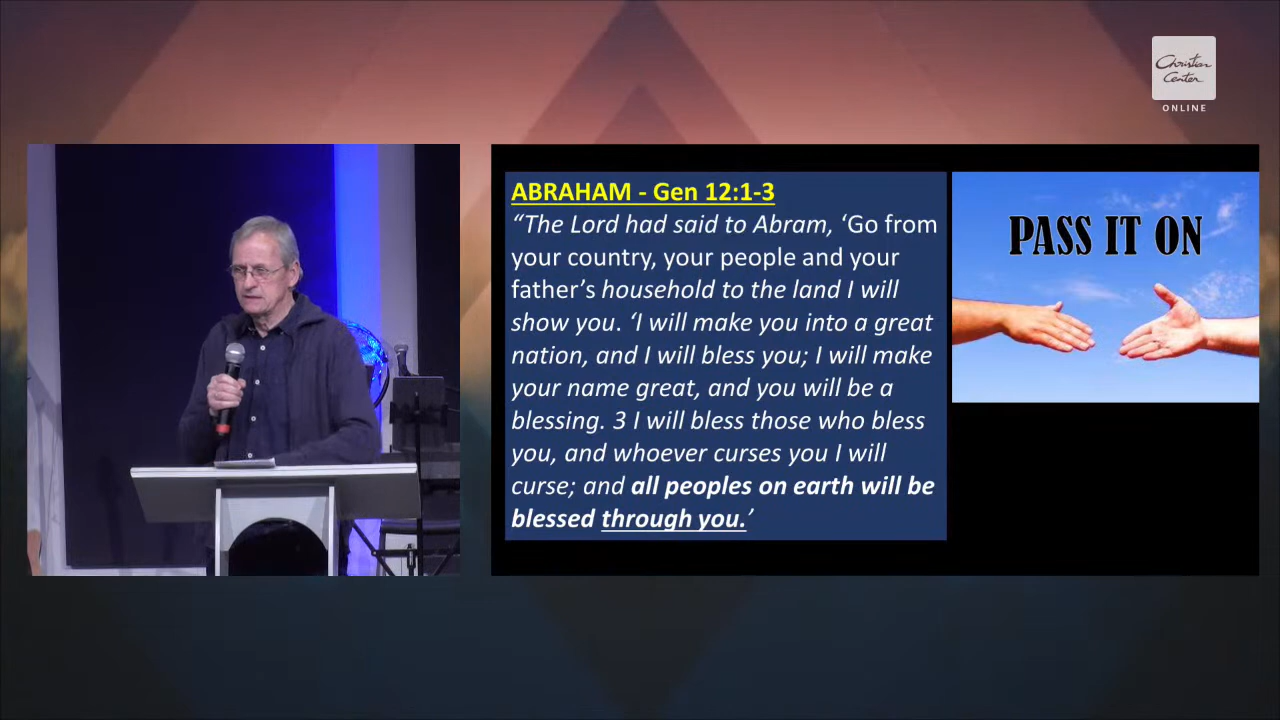 Christian
Center
ONLINE
ABRAHAM - Gen 12:1-3
“The Lord had said to Abram, ‘Go from
your country, your people and your
father’s household to the land I will
show you. ‘I will make you into a great
nation, and I will bless you; I will make
your name great, and you will be a
blessing. 3 I will bless those who bless
you, and whoever curses you I will
curse; and all peoples on earth will be
blessed through you.’
PASS IT ON